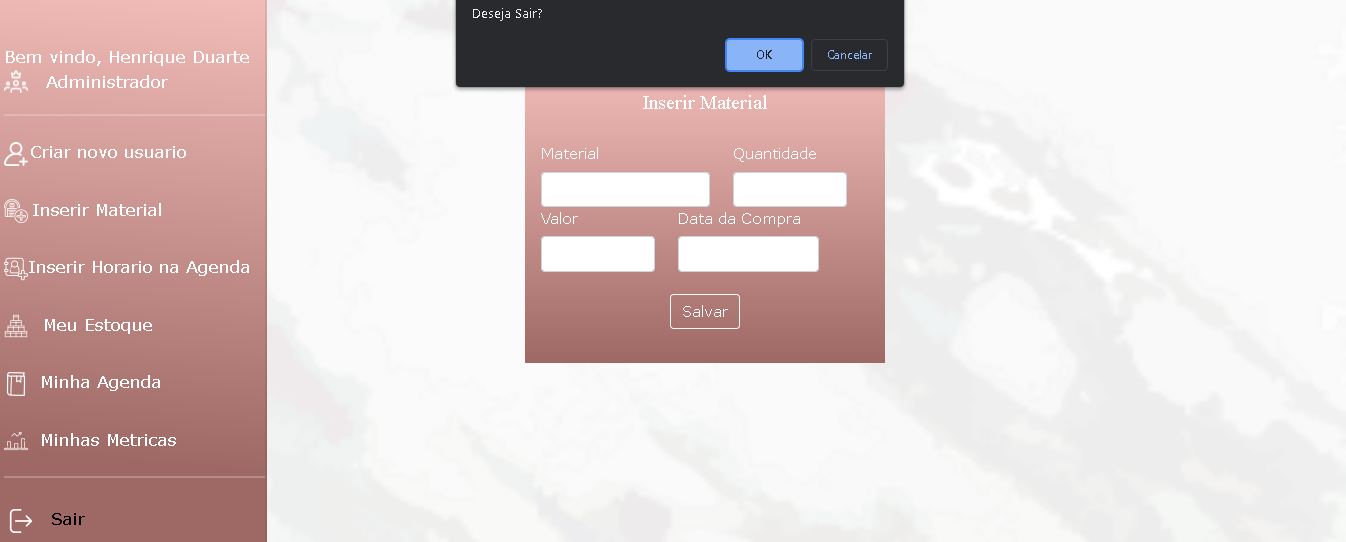 Deseja Sair?
OK Cancelar
Bem vindo, Henrique Duarte
Administrador
Criar novo usuario
Inserir Material
Inserir Horario na Agenda
Meu Estoque
Minha Agenda
Minhas Metricas
Sair
Inserir Material
Material Quantidade
Valor Data da Compra
Salvar